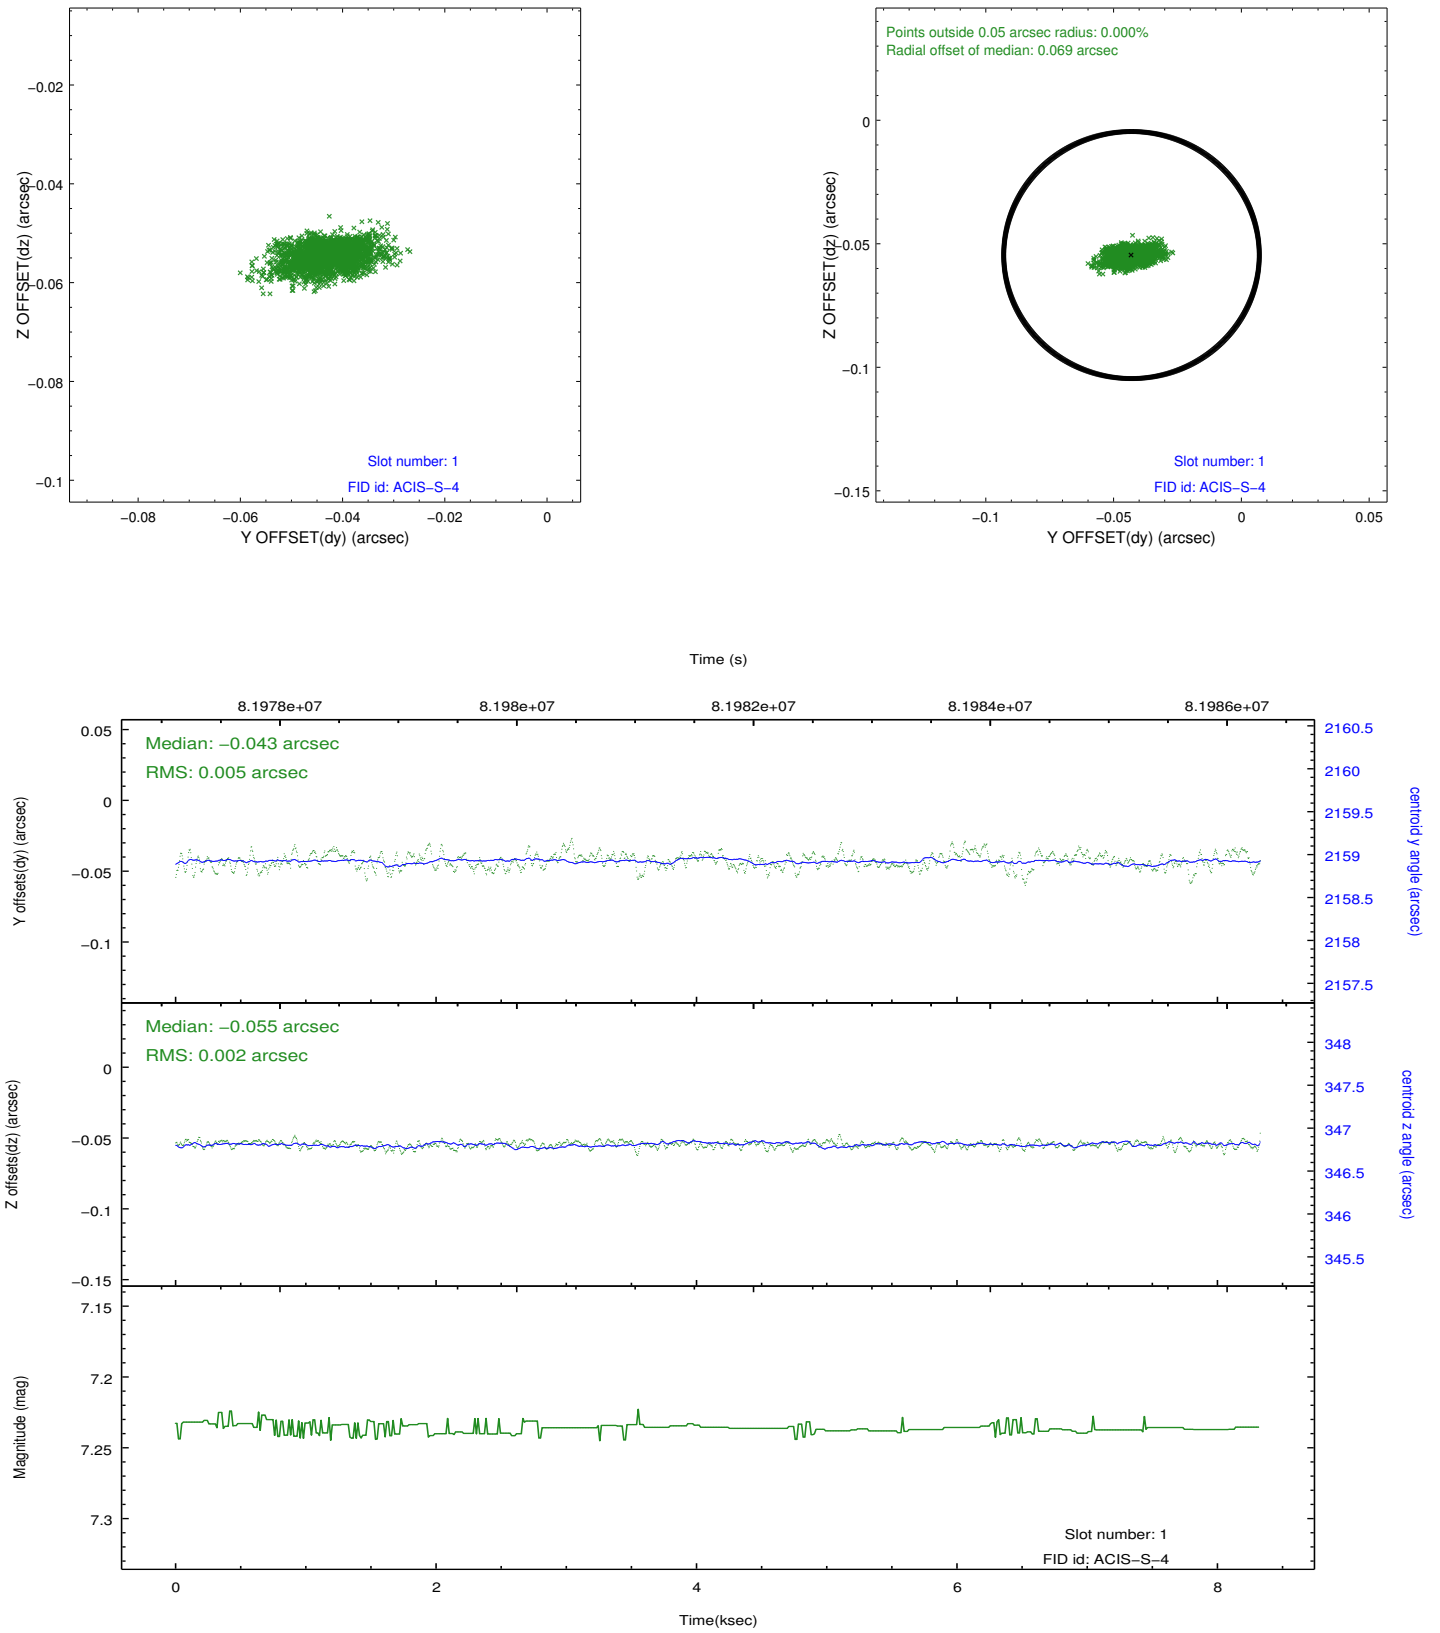 −0.02
−0.04
−0.06
−0.08
−0.1
Z OFFSET(dz) (arcsec)
Slot number: 1
FID id: ACIS−S−4
−0.08
−0.06
−0.04
−0.02
0
Y OFFSET(dy) (arcsec)
Points outside 0.05 arcsec radius: 0.000%
Radial offset of median: 0.069 arcsec
0
−0.05
−0.1
−0.15
Z OFFSET(dz) (arcsec)
Slot number: 1
FID id: ACIS−S−4
−0.1
−0.05
0
0.05
Y OFFSET(dy) (arcsec)
Time (s)
8.1978e+07
8.198e+07
8.1982e+07
8.1984e+07
8.1986e+07
Median: −0.043 arcsec
RMS: 0.005 arcsec
0.05
0
−0.05
−0.1
Y offsets(dy) (arcsec)
2160.5
2160
2159.5
2159
2158.5
2158
2157.5
centroid y angle (arcsec)
Median: −0.055 arcsec
RMS: 0.002 arcsec
0
−0.05
−0.1
−0.15
Z offsets(dz) (arcsec)
348
347.5
347
346.5
346
345.5
centroid z angle (arcsec)
7.15
7.2
7.25
7.3
Magnitude (mag)
Slot number: 1
FID id: ACIS−S−4
0
2
4
6
8
Time(ksec)